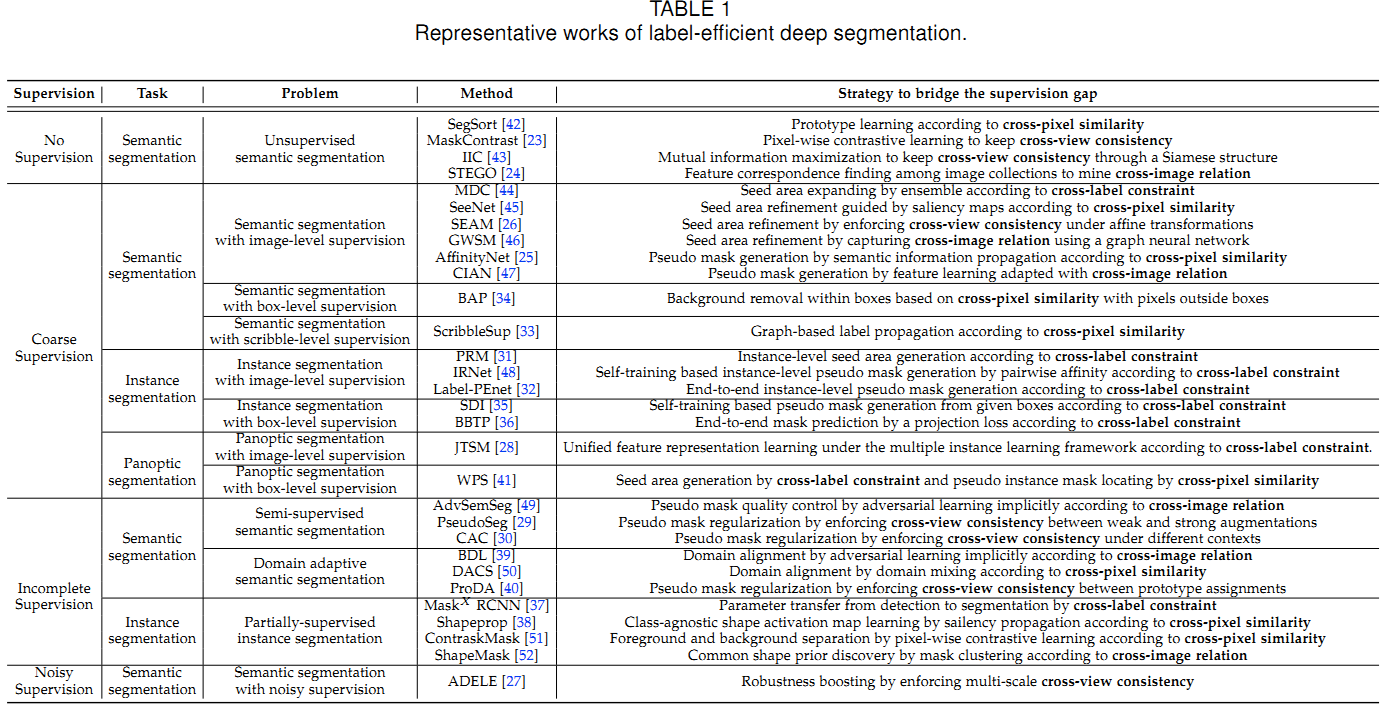 TABLE 1
Representative works of label-efficient deep segmentation.
Supervision Task Problem Method Strategy to bridge the supervision gap
No Supervision Semantic segmentation Unsupervised semantic segmentation
SegSort [42] Prototype learning according to cross-pixel similarity
MaskContrast [23] Pixel-wise contrastive learning to keep cross-view consistency
IIC [43] Mutual information maximization to keep cross-view consistency through a Siamese structure
STEGO [24] Feature correspondence finding among image collections to mine cross-image relation
Coarse Supervision
Semantic segmentation
Semantic segmentation with image-level supervision
MDC [44] Seed area expanding by ensemble according to cross-label constraint
SeeNet [45] Seed area refinement guided by saliency maps according to cross-pixel similarity
SEAM [26] Seed area refinement by enforcing cross-view consistency under affine transformations
GWSM [46] Seed area refinement by capturing cross-image relation using a graph neural network
AffinityNet [25] Pseudo mask generation by semantic information propagation according to cross-pixel similarity
CIAN [47] Pseudo mask generation by feature learning adapted with cross-image relation
Semantic segmentation with box-level supervision
BAP [34] Background removal within boxes based on cross-pixel similarity with pixels outside boxes
Semantic segmentation with scribble-level supervision
ScribbleSup [33] Graph-based label propagation according to cross-pixel similarity
Instance segmentation
Instance segmentation with image-level supervision
PRM [31] Instance-level seed area generation according to cross-label constraint
IRNet [48] Self-training based instance-level pseudo mask generation by pairwise affinity according to cross-label constraint
Label-PEnet [32] End-to-end instance-level pseudo mask generation according to cross-label constraint
Instance segmentation with box-level supervision
SDI [35] Self-training based pseudo mask generation from given boxes according to cross-label constraint
BBTP [36] End-to-end mask prediction by a projection loss according to cross-label constraint
Panoptic segmentation
Panoptic segmentation with image-level supervision
JTSM [28] Unified feature representation learning under the multiple instance learning framework according to cross-label constraint.
Panoptic segmentation with box-level supervision
WPS [41] Seed area generation by cross-label constraint and pseudo instance mask locating by cross-pixel similarity
Incomplete Supervision
Semantic segmentation
Semi-supervised semantic segmentation
AdvSemSeg [49] Pseudo mask quality control by adversarial learning implicitly according to cross-image relation
PseudoSeg [29] Pseudo mask regularization by enforcing cross-view consistency between weak and strong augmentations
CAC [30] Pseudo mask regularization by enforcing cross-view consistency under different contexts
Domain adaptive semantic segmentation
BDL [39] Domain alignment by adversarial learning implicitly according to cross-image relation
DACS [50] Domain alignment by domain mixing according to cross-pixel similarity
ProDA [40] Pseudo mask regularization by enforcing cross-view consistency between prototype assignments
Instance segmentation
Partially-supervised instance segmentation
Mask^X RCNN [37] Parameter transfer from detection to segmentation by cross-label constraint
Shapeprop [38] Class-agnostic shape activation map learning by sailency propagation according to cross-pixel similarity
ContraskMask [51] Foreground and background separation by pixel-wise contrastive learning according to cross-pixel similarity
ShapeMask [52] Common shape prior discovery by mask clustering according to cross-image relation
Noisy Supervision Semantic segmentation Semantic segmentation with noisy supervision
ADELE [27] Robustness boosting by enforcing multi-scale cross-view consistency